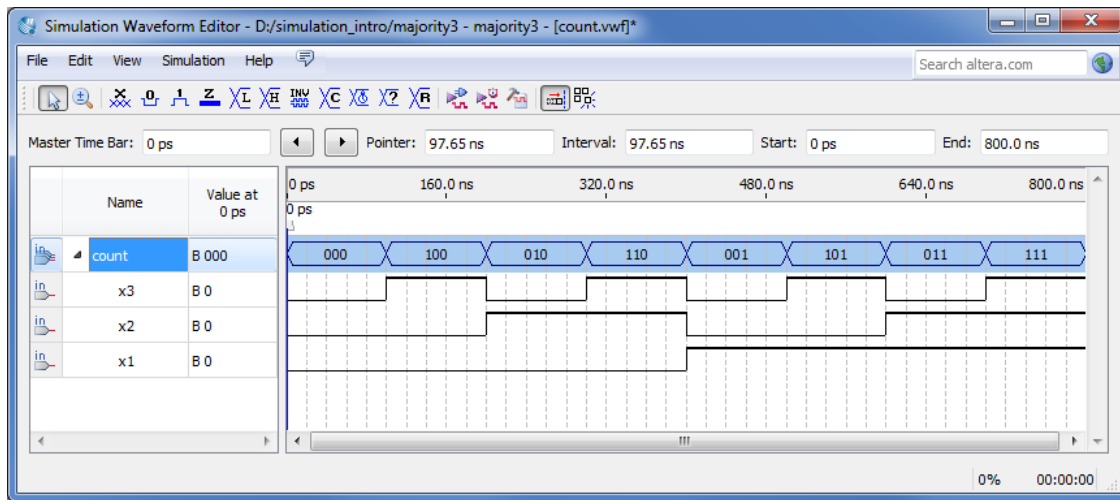 Simulation Waveform Editor - D:/simulation_intro/majority3 - majority3 - [count.vwf]*
File Edit View Simulation Help Search altera.com
Master Time Bar: 0 ps Pointer: 97.65 ns Interval: 97.65 ns Start: 0 ps End: 800.0 ns
Name Value at 0 ps
0 ps 160.0 ns 320.0 ns 480.0 ns 640.0 ns 800.0 ns
0 ps
in count B 000 000 100 010 110 001 101 011 111
in x3 B 0
in x2 B 0
in x1 B 0
0% 00:00:00